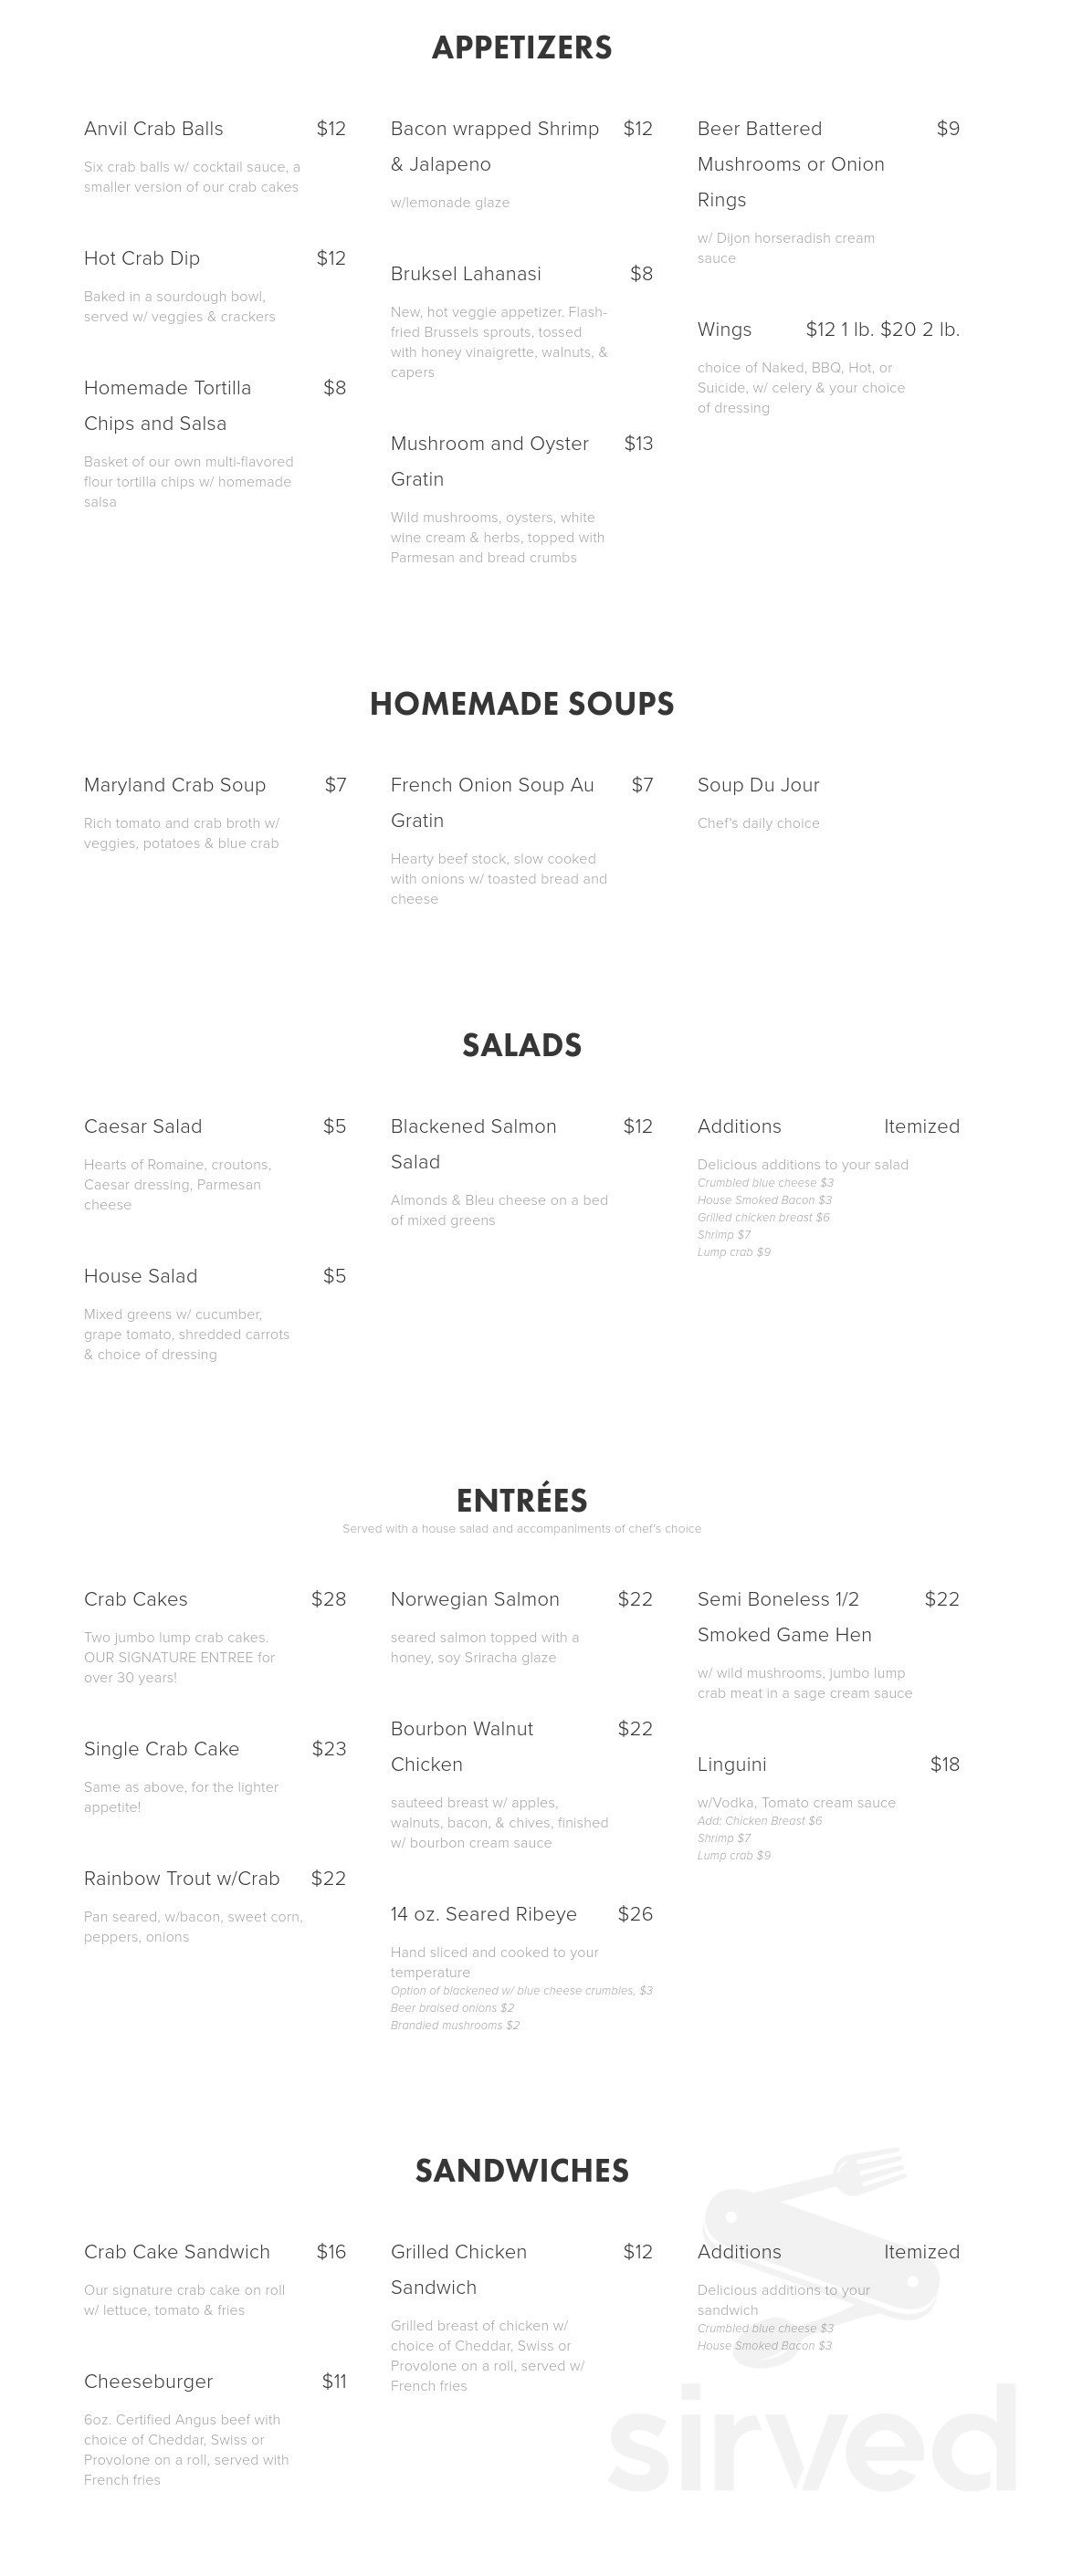 APPETIZERS
Anvil Crab Balls $12
Six crab balls w/ cocktail sauce, a
smaller version of our crab cakes
Hot Crab Dip $12
Baked in a sourdough bowl,
served w/ veggies & crackers
Homemade Tortilla $8
Chips and Salsa
Basket of our own multi-flavored
flour tortilla chips w/ homemade
salsa
Bacon wrapped Shrimp $12
& Jalapeno
w/lemonade glaze
Bruksel Lahanasi $8
New, hot veggie appetizer. Flash-
fried Brussels sprouts, tossed
with honey vinaigrette, walnuts, &
capers
Mushroom and Oyster $13
Gratin
Wild mushrooms, oysters, white
wine cream & herbs, topped with
Parmesan and bread crumbs
Beer Battered $9
Mushrooms or Onion
Rings
w/ Dijon horseradish cream
sauce
Wings $12 1 lb. $20 2 lb.
choice of Naked, BBQ, Hot, or
Suicide, w/ celery & your choice
of dressing
HOMEMADE SOUPS
Maryland Crab Soup $7
Rich tomato and crab broth w/
veggies, potatoes & blue crab
French Onion Soup Au $7
Gratin
Hearty beef stock, slow cooked
with onions w/ toasted bread and
cheese
Soup Du Jour
Chef's daily choice
SALADS
Caesar Salad $5
Hearts of Romaine, croutons,
Caesar dressing, Parmesan
cheese
House Salad $5
Mixed greens w/ cucumber,
grape tomato, shredded carrots
& choice of dressing
Blackened Salmon $12
Salad
Almonds & Bleu cheese on a bed
of mixed greens
Additions Itemized
Delicious additions to your salad
Crumbled blue cheese $3
House Smoked Bacon $3
Grilled chicken breast $6
Shrimp $7
Lump crab $9
ENTRÉES
Served with a house salad and accompaniments of chef's choice
Crab Cakes $28
Two jumbo lump crab cakes.
OUR SIGNATURE ENTREE for
over 30 years!
Single Crab Cake $23
Same as above, for the lighter
appetite!
Rainbow Trout w/Crab $22
Pan seared, w/bacon, sweet corn,
peppers, onions
Norwegian Salmon $22
seared salmon topped with a
honey, soy Sriracha glaze
Bourbon Walnut $22
Chicken
sauteed breast w/ apples,
walnuts, bacon, & chives, finished
w/ bourbon cream sauce
14 oz. Seared Ribeye $26
Hand sliced and cooked to your
temperature
Option of blackened w/ blue cheese crumbles, $3
Beer braised onions $2
Brandied mushrooms $2
Semi Boneless 1/2 $22
Smoked Game Hen
w/ wild mushrooms, jumbo lump
crab meat in a sage cream sauce
Linguini $18
w/Vodka, Tomato cream sauce
Add: Chicken Breast $6
Shrimp $7
Lump crab $9
SANDWICHES
Crab Cake Sandwich $16
Our signature crab cake on roll
w/ lettuce, tomato & fries
Cheeseburger $11
6oz. Certified Angus beef with
choice of Cheddar, Swiss or
Provolone on a roll, served with
French fries
Grilled Chicken $12
Sandwich
Grilled breast of chicken w/
choice of Cheddar, Swiss or
Provolone on a roll, served w/
French fries
Additions Itemized
Delicious additions to your
sandwich
Crumbled blue cheese $3
House Smoked Bacon $3
sirved